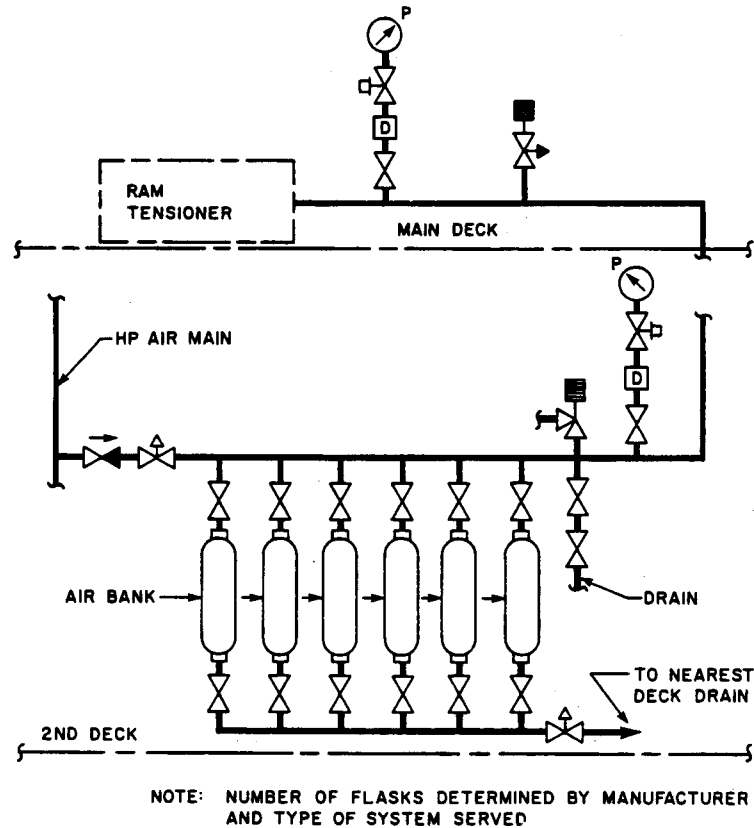 P
D
RAM
TENSIONER
MAIN DECK
P
HP AIR MAIN
D
AIR BANK
DRAIN
TO NEAREST
DECK DRAIN
2ND DECK
NOTE: NUMBER OF FLASKS DETERMINED BY MANUFACTURER
AND TYPE OF SYSTEM SERVED